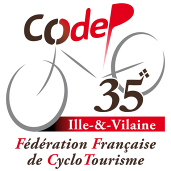 CODEP
35
Ille-&-Vilaine
Fédération Française
de CycloTourisme